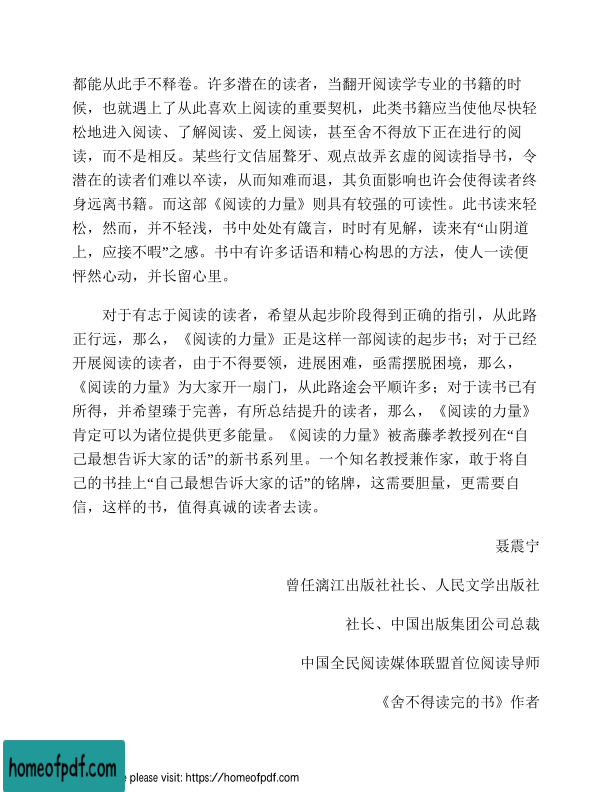 都能从此手不释卷。许多潜在的读者，当翻开阅读学专业的书籍的时
候，也就遇上了从此喜欢上阅读的重要契机，此类书籍应当使他尽快轻
松地进入阅读、了解阅读、爱上阅读，甚至舍不得放下正在进行的阅
读，而不是相反。某些行文佶屈聱牙、观点故弄玄虚的阅读指导书，令
潜在的读者们难以卒读，从而知难而退，其负面影响也许会使得读者终
身远离书籍。而这部《阅读的力量》则具有较强的可读性。此书读来轻
松，然而，并不轻浅，书中处处有箴言，时时有见解，读来有“山阴道
上，应接不暇”之感。书中有许多话语和精心构思的方法，使人一读便
怦然心动，并长留心里。
对于有志于阅读的读者，希望从起步阶段得到正确的指引，从此路
正行远，那么，《阅读的力量》正是这样一部阅读的起步书；对于已经
开展阅读的读者，由于不得要领，进展困难，亟需摆脱困境，那么，
《阅读的力量》为大家开一扇门，从此路途会平顺许多；对于读书已有
所得，并希望臻于完善，有所总结提升的读者，那么，《阅读的力量》
肯定可以为诸位提供更多能量。《阅读的力量》被斋藤孝教授列在“自
己最想告诉大家的话”的新书系列里。一个知名教授兼作家，敢于将自
己的书挂上“自己最想告诉大家的话”的铭牌，这需要胆量，更需要自
信，这样的书，值得真诚的读者去读。
聂震宁
曾任漓江出版社社长、人民文学出版社
社长、中国出版集团公司总裁
中国全民阅读媒体联盟首位阅读导师
《舍不得读完的书》作者
homeofpdf.com
e please visit: https://homeofpdf.com